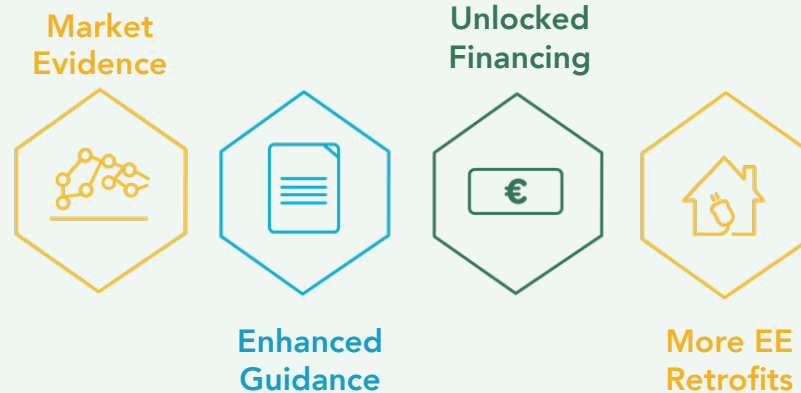 Market
Evidence
Enhanced
Guidance
Unlocked
Financing
€
More EE
Retrofits